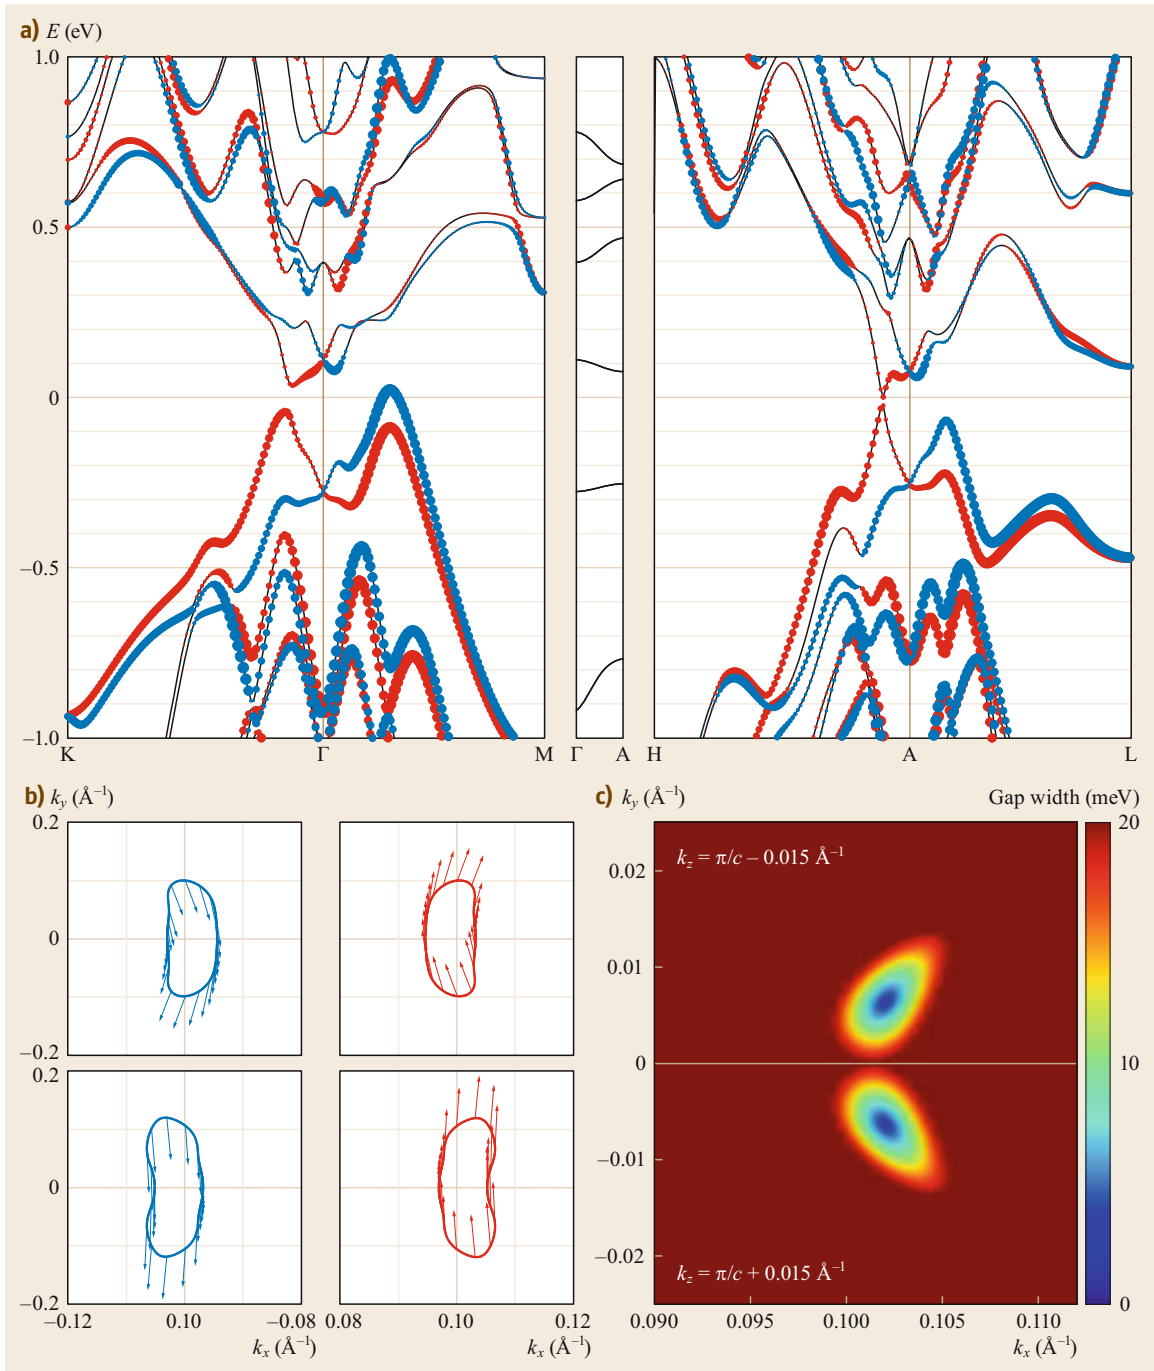 a) E (eV)
1.0
0.5
0
−0.5
−1.0
K Γ M Γ A H A L
b) ky (Å−1)
0.2
0
−0.2
0.2
0
−0.2
−0.12 0.10 −0.08 0.08 0.10 0.12
kx (Å−1) kx (Å−1)
c) ky (Å−1) Gap width (meV)
kz = π/c − 0.015 Å−1
0.02
0.01
0
−0.01
−0.02
kz = π/c + 0.015 Å−1
0.090 0.095 0.100 0.105 0.110
kx (Å−1)
20
10
0